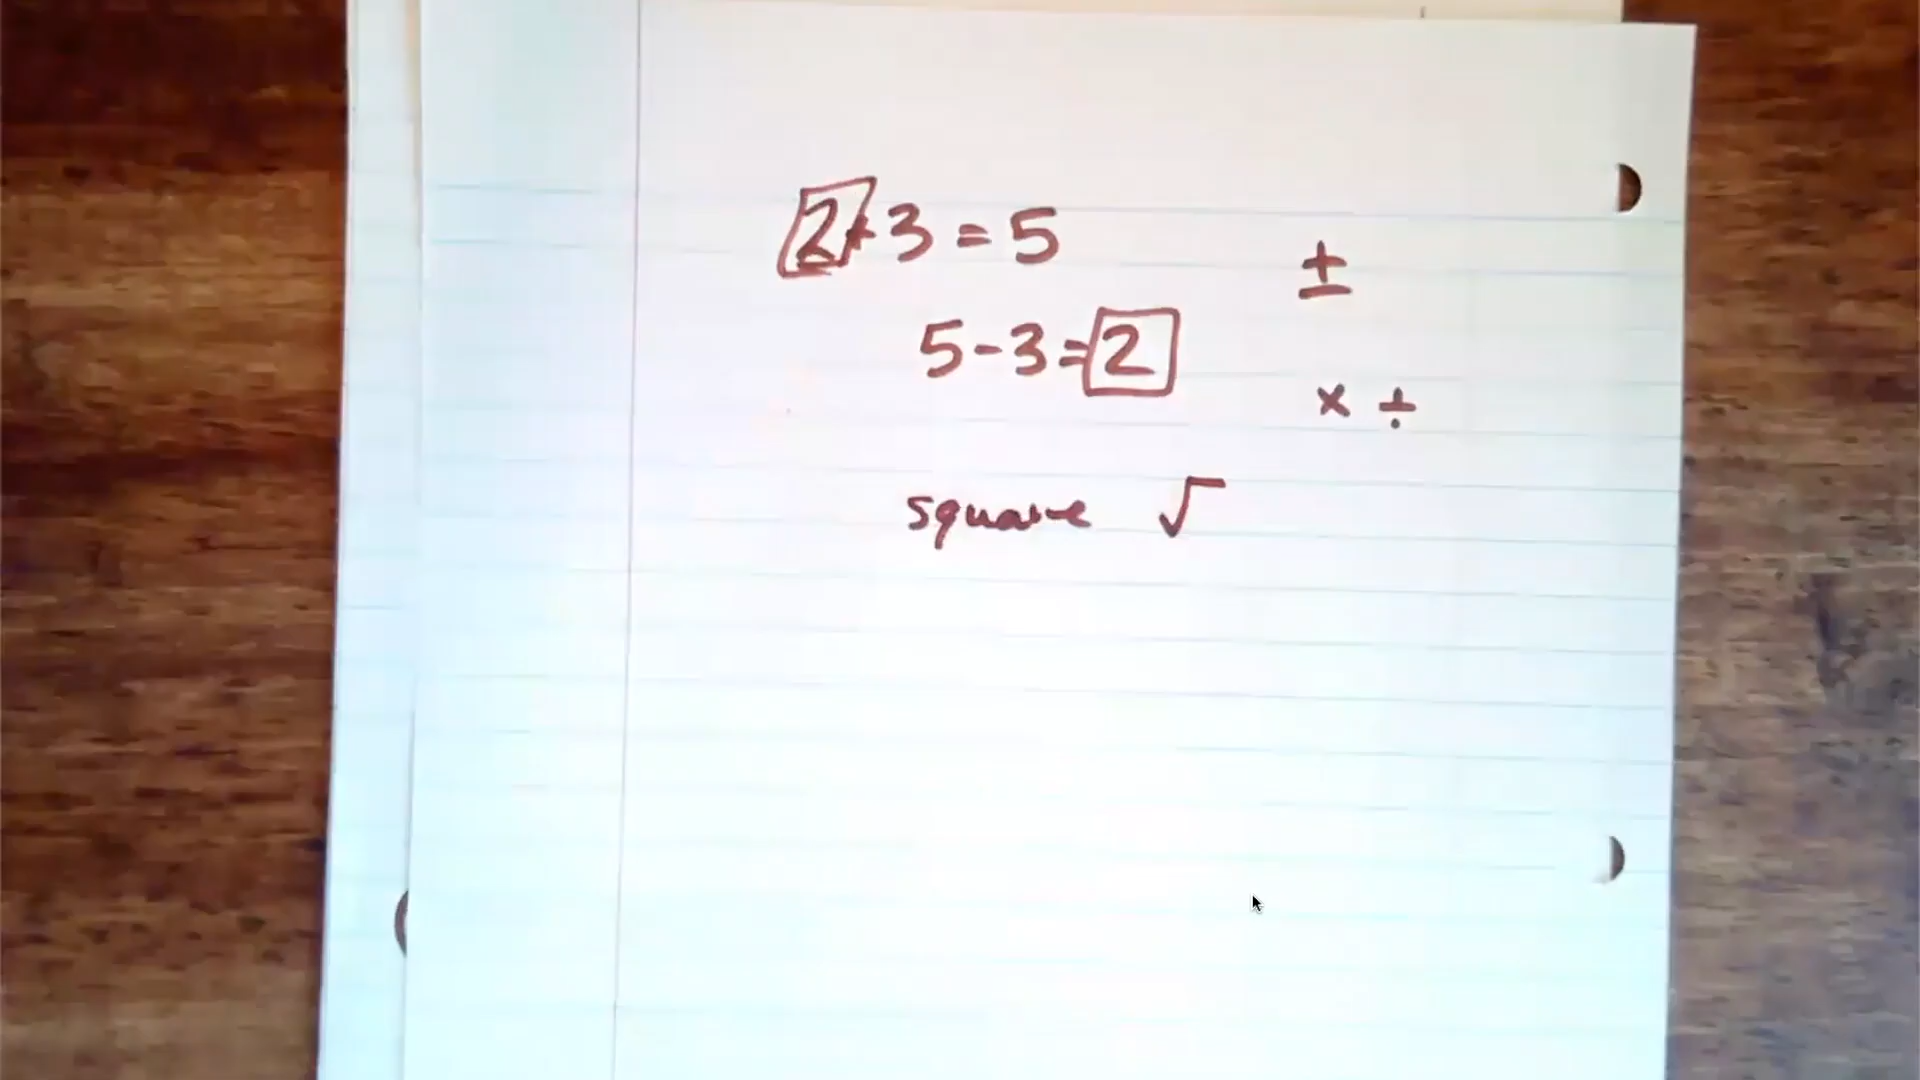 2+3=5
±
5-3=2
× ÷
square √